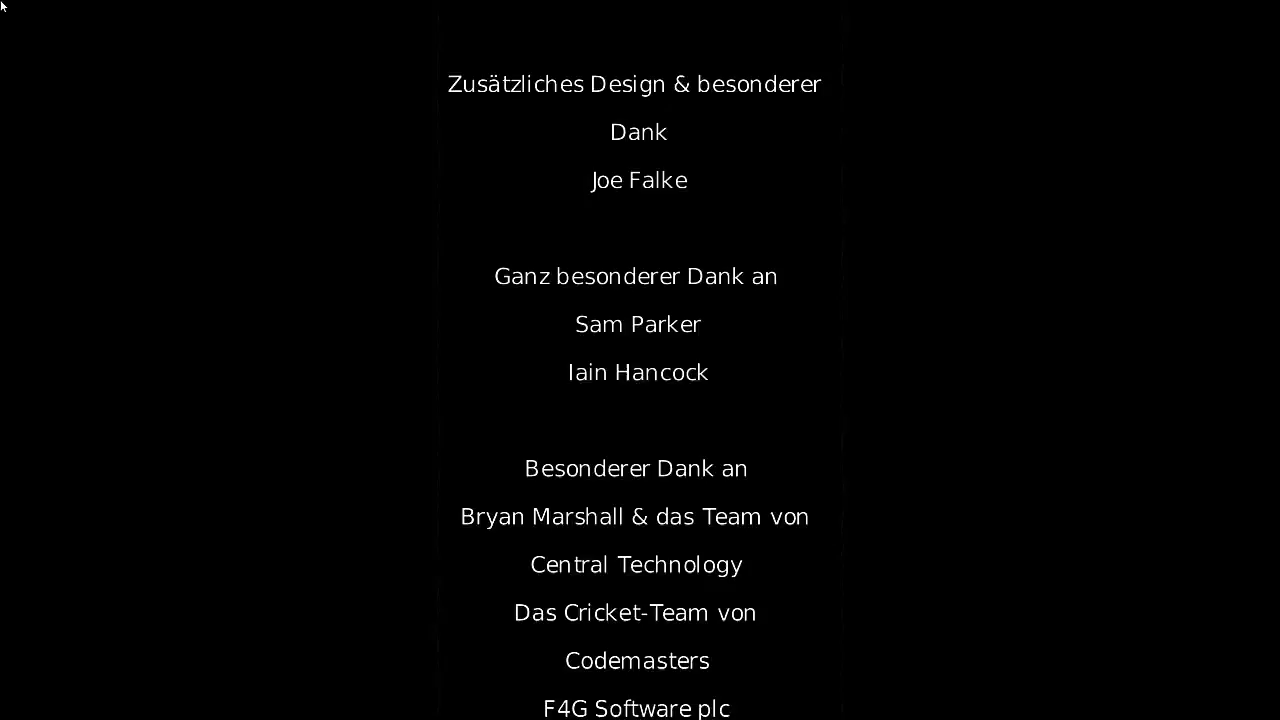 Zusätzliches Design & besonderer
Dank
Joe Falke
Ganz besonderer Dank an
Sam Parker
Iain Hancock
Besonderer Dank an
Bryan Marshall & das Team von
Central Technology
Das Cricket-Team von
Codemasters
F4G Software plc